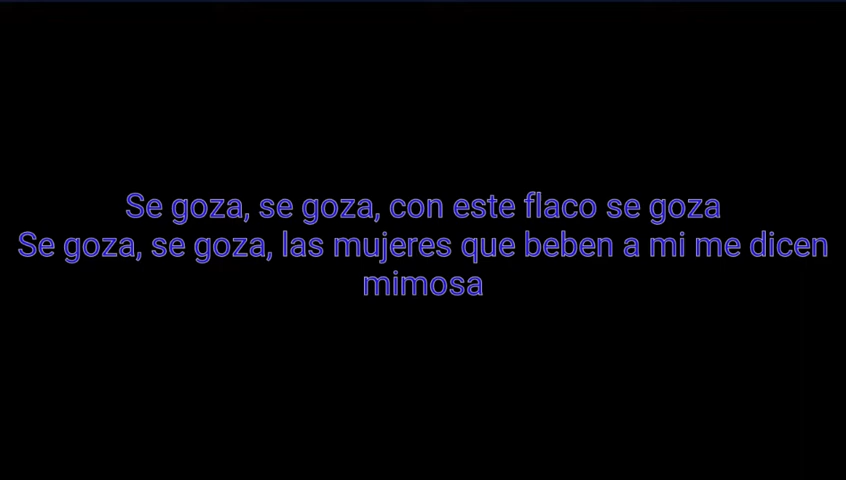 Se goza, se goza, con este flaco se goza
Se goza, se goza, las mujeres que beben a mi me dicen
mimosa